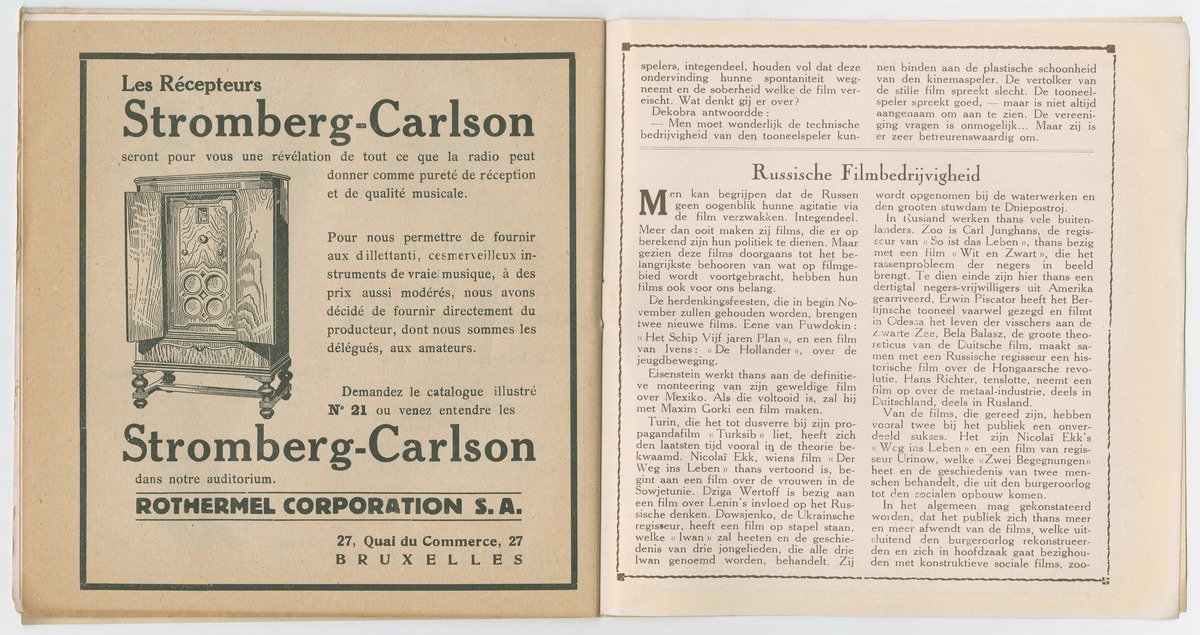 Les Récepteurs
Stromberg-Carlson
seront pour vous une révélation de tout ce que la radio peut
donner comme pureté de réception
et de qualité musicale.
Pour nous permettre de fournir
aux dillettanti, cesmerveilleux in-
struments de vraie musique, à des
prix aussi modérés, nous avons
décidé de fournir directement du
producteur, dont nous sommes les
délégués, aux amateurs.
Demandez le catalogue illustré
N° 21 ou venez entendre les
Stromberg-Carlson
dans notre auditorium.
ROTHERMEL CORPORATION S. A.
27, Quai du Commerce, 27
BRUXELLES
spelers, integendeel, houden vol dat deze
ondervinding hunne spontaniteit weg-
neemt en de soberheid welke de film ver-
eischt. Wat denkt gij er over?
Dekobra antwoordde :
— Men moet wonderlijk de technische
bedrijvigheid van den tooneelspeler kun-
nen binden aan de plastische schoonheid
van den kinemaspeler. De vertolker van
de stille film spreekt slecht. De tooneel-
speler spreekt goed, — maar is niet altijd
aangenaam om aan te zien. De vereeni-
ging vragen is onmogelijk... Maar zij is
er zeer betreurenswaardig om.
Russische Filmbedrijvigheid
Men kan begrijpen dat de Russen
geen oogenblik hunne agitatie via
de film verzwakken. Integendeel.
Meer dan ooit maken zij films, die er op
berekend zijn hun politiek te dienen. Maar
gezien deze films doorgaans tot het be-
langrijkste behooren van wat op filmge-
bied wordt voortgebracht, hebben hun
films ook voor ons belang.
De herdenkingsfeesten, die in begin No-
vember zullen gehouden worden, brengen
twee nieuwe films. Eene van Puwdokin :
« Het Schip Vijf jaren Plan », en een film
van Ivens : « De Hollander », over de
jeugdbeweging.
Eisenstein werkt thans aan de definitie-
ve monteering van zijn geweldige film
over Mexiko. Als die voltooid is, zal hij
met Maxim Gorki een film maken.
Turin, die het tot dusverre bij zijn pro-
pagandafilm « Turksib » liet, heeft zich
den laatsten tijd vooral in de theorie be-
kwaamd. Nicolaï Ekk, wiens film « Der
Weg ins Leben » thans vertoond is, be-
gint aan een film over de vrouwen in de
Sowjetunie. Dziga Wertoff is bezig aan
een film over Lenin's invloed op het Rus-
sische denken. Dowsjenko, de Ukrainsche
regisseur, heeft een film op stapel staan,
welke « Iwan » zal heeten en de geschie-
denis van drie jongelieden, die alle drie
Iwan genoemd worden, behandelt. Zij
wordt opgenomen bij de waterwerken en
den grooten stuwdam te Dniepostroj.
In Rusland werken thans vele buiten-
landers. Zoo is Carl Junghans, de regis-
seur van « So ist das Leben », thans bezig
met een film « Wit en Zwart », die het
rassenprobleem der negers in beeld
brengt. Te dien einde zijn hier thans een
dertigtal negers-vrijwilligers uit Amerika
gearriveerd, Erwin Piscator heeft het Ber-
lijnsche tooneel vaarwel gezegd en filmt
in Odessa het leven der visschers aan de
Zwarte Zee, Bela Balasz, de groote theo-
reticus van de Duitsche film, maakt sa-
men met een Russische regisseur een his-
torische film over de Hongaarsche revo-
lutie. Hans Richter, tenslotte, neemt een
film op over de metaal-industrie, deels in
Duitschland, deels in Rusland.
Van de films, die gereed zijn, hebben
vooral twee bij het publiek een onver-
deeld sukses. Het zijn Nicolaï Ekk's
« Weg ins Leben » en een film van regis-
seur Urinow, welke «Zwei Begegnungen»
heet en de geschiedenis van twee men-
schen behandelt, die uit den burgeroorlog
tot den socialen opbouw komen.
In het algemeen mag gekonstateerd
worden, dat het publiek zich thans meer
en meer afwendt van de films, welke uit-
sluitend den burgeroorlog rekonstrueer-
den en zich in hoofdzaak gaat bezighou-
den met konstruktieve sociale films, zoo-